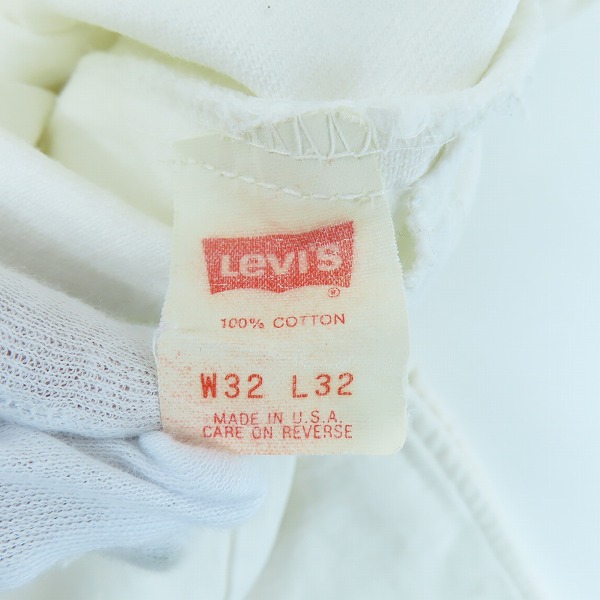 Levi's
®
100% COTTON
W32 L32
MADE IN U.S.A.
CARE ON REVERSE